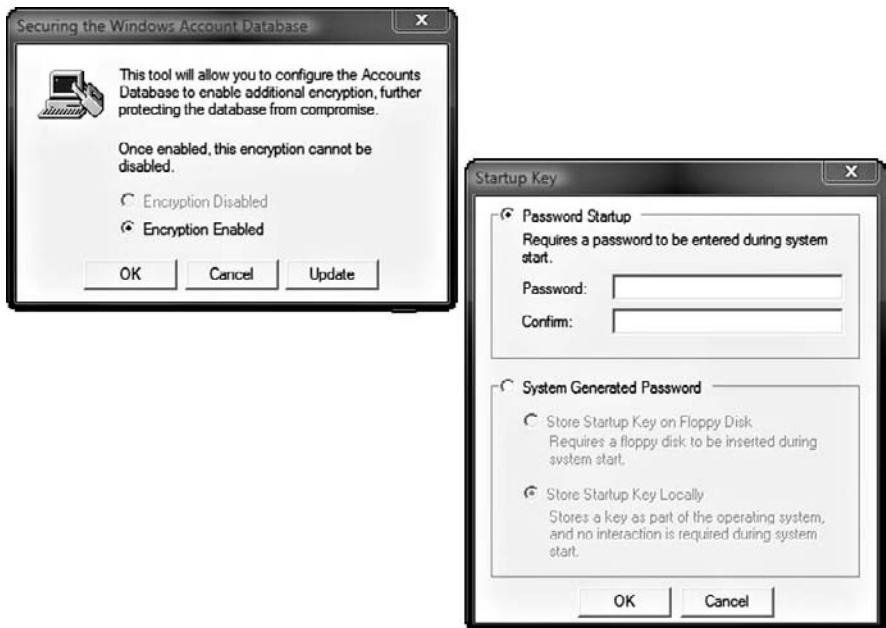 Securing the Windows Account Database
X
This tool will allow you to configure the Accounts
Database to enable additional encryption, further
protecting the database from compromise.
Once enabled, this encryption cannot be
disabled.
Encryption Disabled
Encryption Enabled
OK Cancel Update
Startup Key
X
Password Startup
Requires a password to be entered during system
start.
Password:
Confirm:
System Generated Password
Store Startup Key on Floppy Disk
Requires a floppy disk to be inserted during
system start.
Store Startup Key Locally
Stores a key as part of the operating system,
and no interaction is required during system
start.
OK Cancel